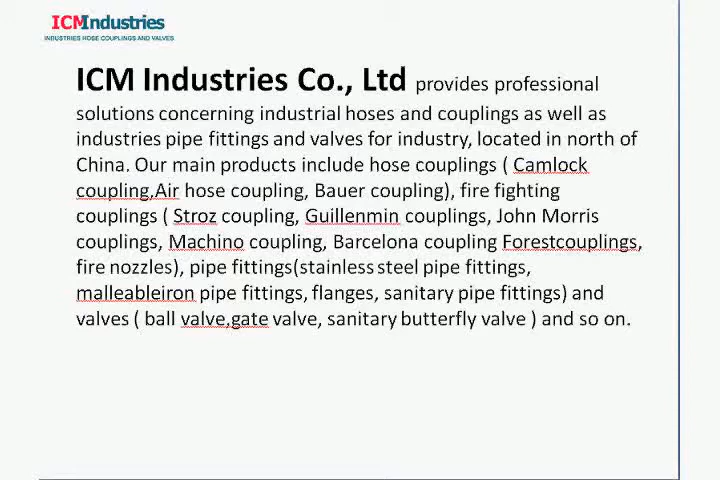 ICMIndustries
INDUSTRIES HOSE COUPLINGS AND VALVES
ICM Industries Co., Ltd provides professional
solutions concerning industrial hoses and couplings as well as
industries pipe fittings and valves for industry, located in north of
China. Our main products include hose couplings ( Camlock
coupling,Air hose coupling, Bauer coupling), fire fighting
couplings ( Stroz coupling, Guillenmin couplings, John Morris
couplings, Machino coupling, Barcelona coupling Forestcouplings,
fire nozzles), pipe fittings(stainless steel pipe fittings,
malleableiron pipe fittings, flanges, sanitary pipe fittings) and
valves ( ball valve,gate valve, sanitary butterfly valve ) and so on.